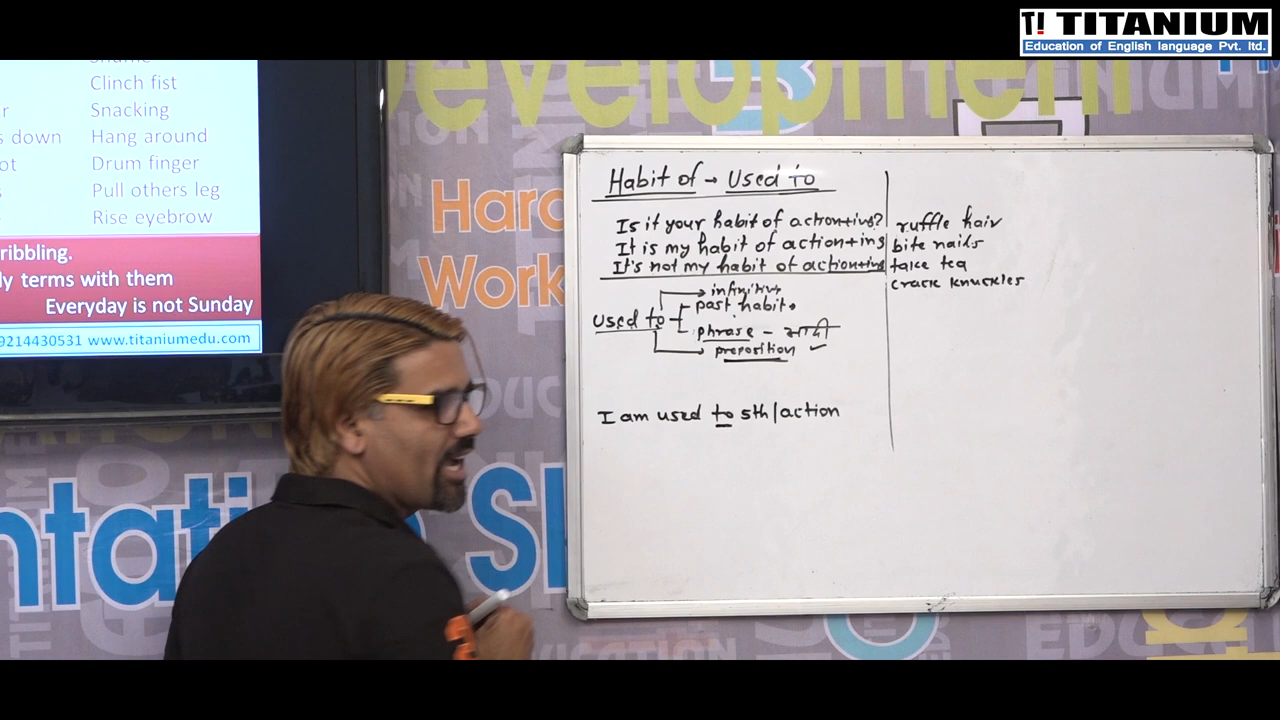 TITANIUM
Education of English language Pvt. ltd.
Development
Clinch fist
Snacking
s down Hang around
ot Drum finger
Pull others leg
Rise eyebrow
ribbling.
ly terms with them
Everyday is not Sunday
9214430531 www.titaniumedu.com
Hard
Work
Habit of → Used to
Is it your habit of action+ing?
It is my habit of action+ing
It's not my habit of action+ing
ruffle hair
bite nails
take tea
crack knuckles
infinitive
used to
past habit.
phrase - आदी
preposition ✓
I am used to sth/action